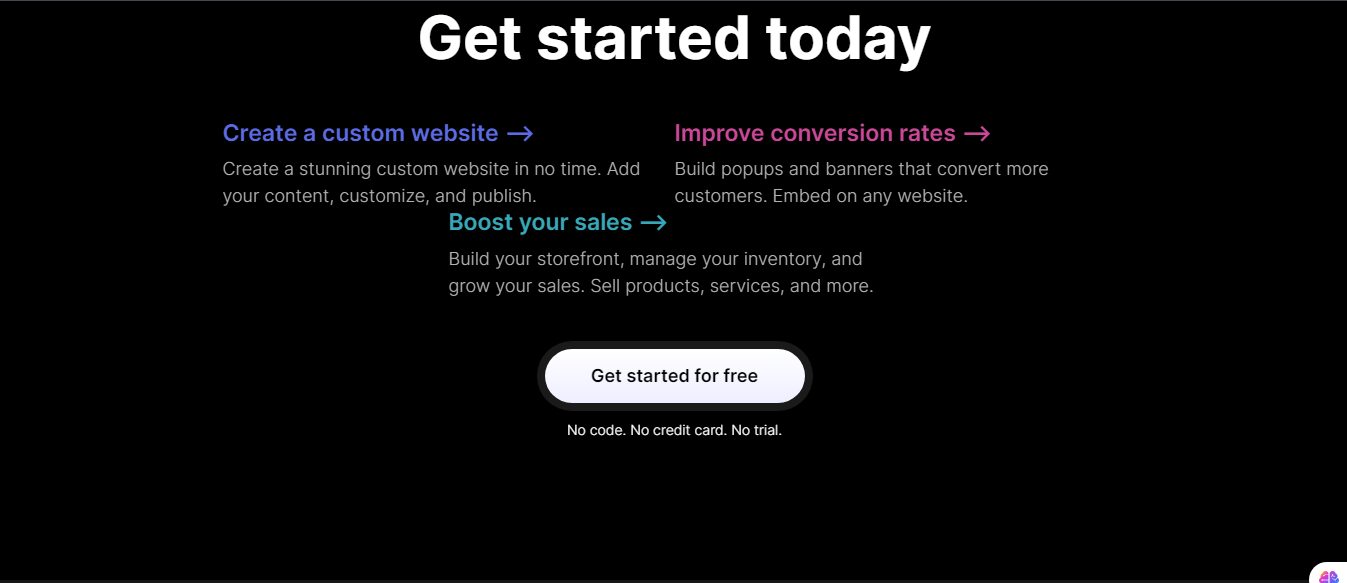 Get started today
Create a custom website →
Create a stunning custom website in no time. Add
your content, customize, and publish.
Improve conversion rates →
Build popups and banners that convert more
customers. Embed on any website.
Boost your sales →
Build your storefront, manage your inventory, and
grow your sales. Sell products, services, and more.
Get started for free
No code. No credit card. No trial.